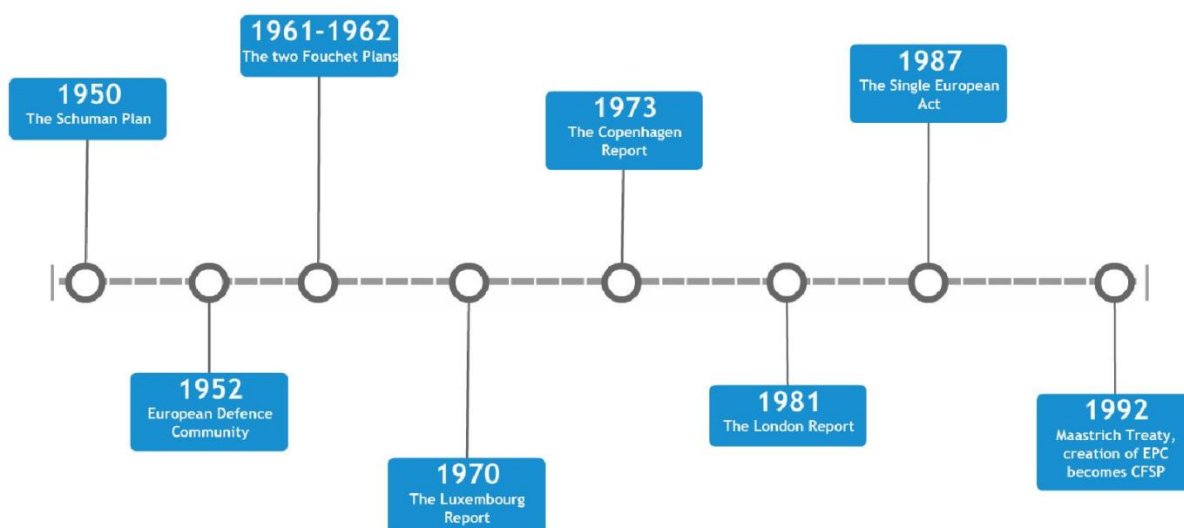 1950
The Schuman Plan
1952
European Defence
Community
1961-1962
The two Fouchet Plans
1970
The Luxembourg
Report
1973
The Copenhagen
Report
1981
The London Report
1987
The Single European
Act
1992
Maastrich Treaty,
creation of EPC
becomes CFSP